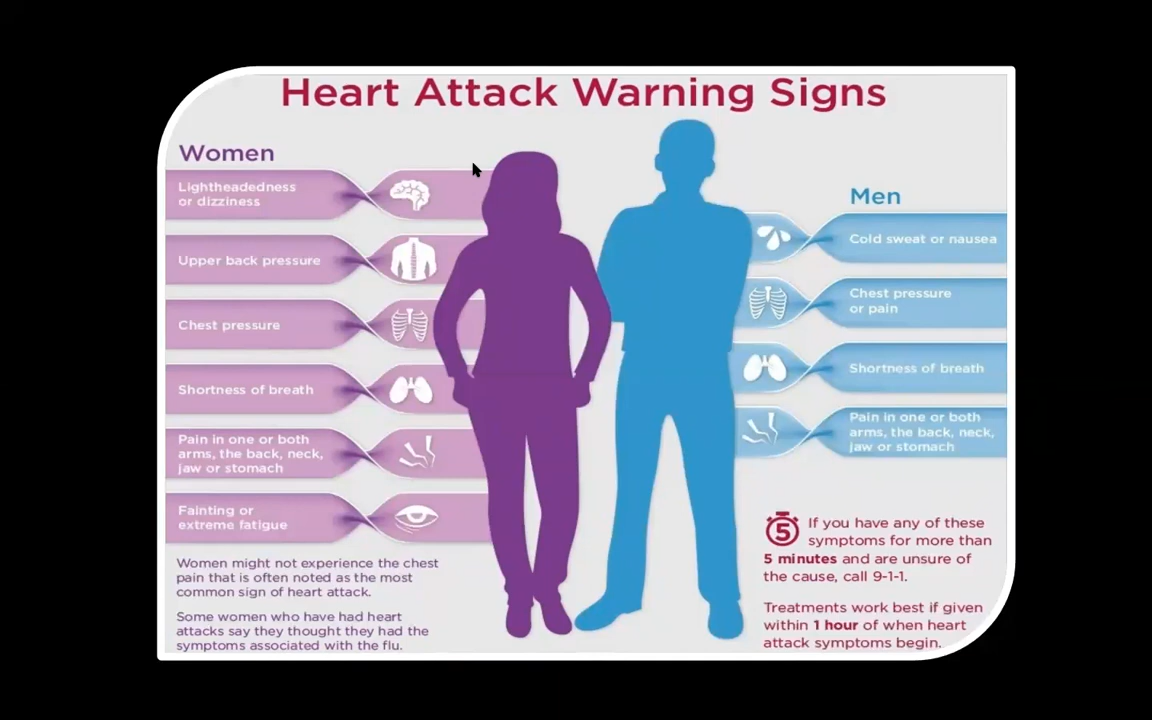 Heart Attack Warning Signs
Women
Lightheadedness
or dizziness
Upper back pressure
Chest pressure
Shortness of breath
Pain in one or both
arms, the back, neck,
jaw or stomach
Fainting or
extreme fatigue
Women might not experience the chest
pain that is often noted as the most
common sign of heart attack.
Some women who have had heart
attacks say they thought they had the
symptoms associated with the flu.
Men
Cold sweat or nausea
Chest pressure
or pain
Shortness of breath
Pain in one or both
arms, the back, neck,
jaw or stomach
5
If you have any of these
symptoms for more than
5 minutes and are unsure of
the cause, call 9-1-1.
Treatments work best if given
within 1 hour of when heart
attack symptoms begin.